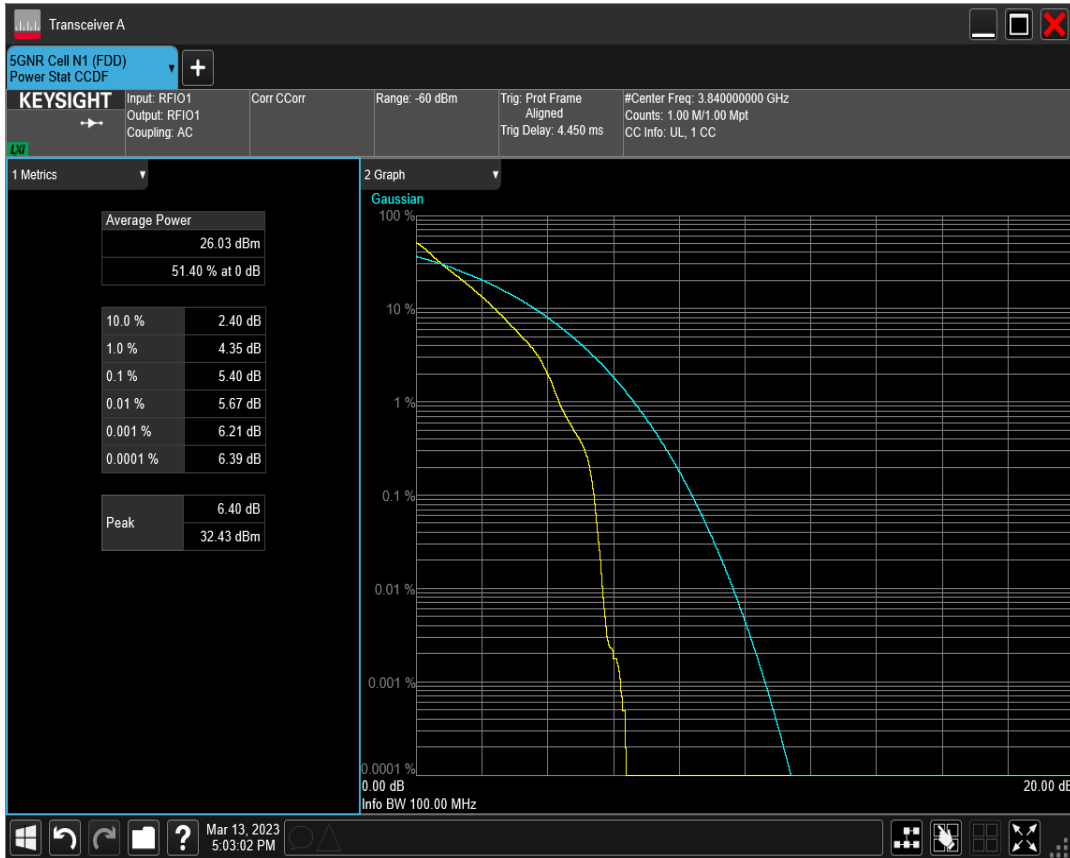 Transceiver A
5GNR Cell N1 (FDD)
Power Stat CCDF
+
KEYSIGHT
LXI
Input: RFIO1
Output: RFIO1
Coupling: AC
Corr CCorr
Range: -60 dBm
Trig: Prot Frame
Aligned
Trig Delay: 4.450 ms
#Center Freq: 3.840000000 GHz
Counts: 1.00 M/1.00 Mpt
CC Info: UL, 1 CC
1 Metrics
Average Power
26.03 dBm
51.40 % at 0 dB
10.0 % 2.40 dB
1.0 % 4.35 dB
0.1 % 5.40 dB
0.01 % 5.67 dB
0.001 % 6.21 dB
0.0001 % 6.39 dB
Peak
6.40 dB
32.43 dBm
2 Graph
Gaussian
100 %
10 %
1 %
0.1 %
0.01 %
0.001 %
0.0001 %
0.00 dB 20.00 dB
Info BW 100.00 MHz
?
Mar 13, 2023
5:03:02 PM